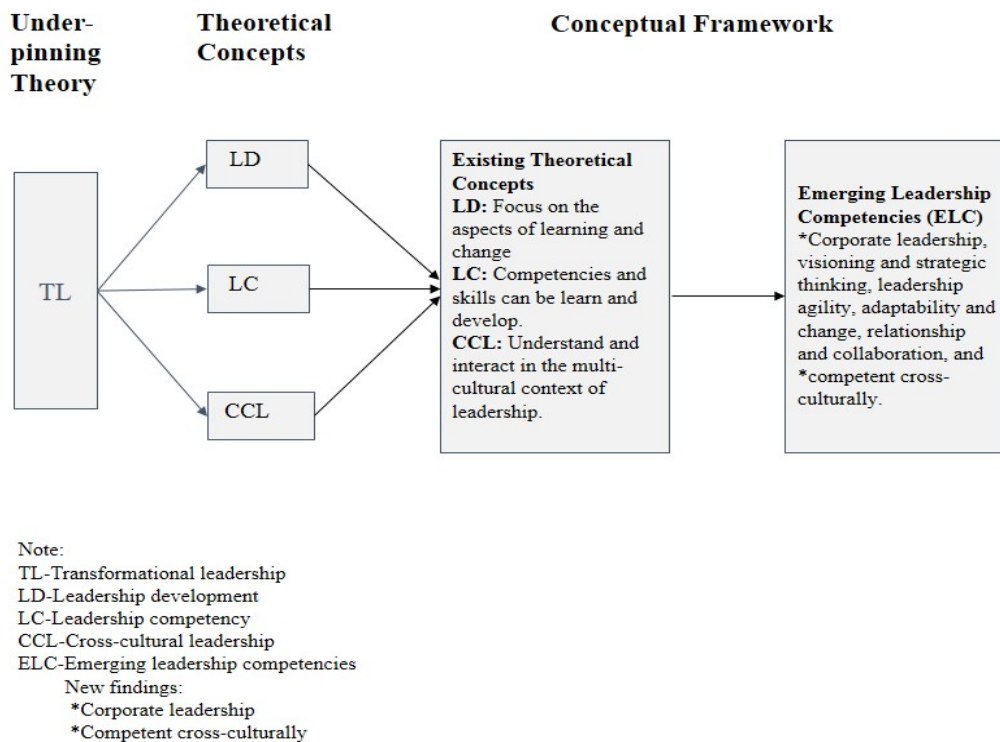 Under-
pinning
Theory
Theoretical
Concepts
Conceptual Framework
TL
LD
LC
CCL
Existing Theoretical
Concepts
LD: Focus on the
aspects of learning and
change
LC: Competencies and
skills can be learn and
develop.
CCL: Understand and
interact in the multi-
cultural context of
leadership.
Emerging Leadership
Competencies (ELC)
*Corporate leadership,
visioning and strategic
thinking, leadership
agility, adaptability and
change, relationship
and collaboration, and
*competent cross-
culturally.
Note:
TL-Transformational leadership
LD-Leadership development
LC-Leadership competency
CCL-Cross-cultural leadership
ELC-Emerging leadership competencies
New findings:
*Corporate leadership
*Competent cross-culturally